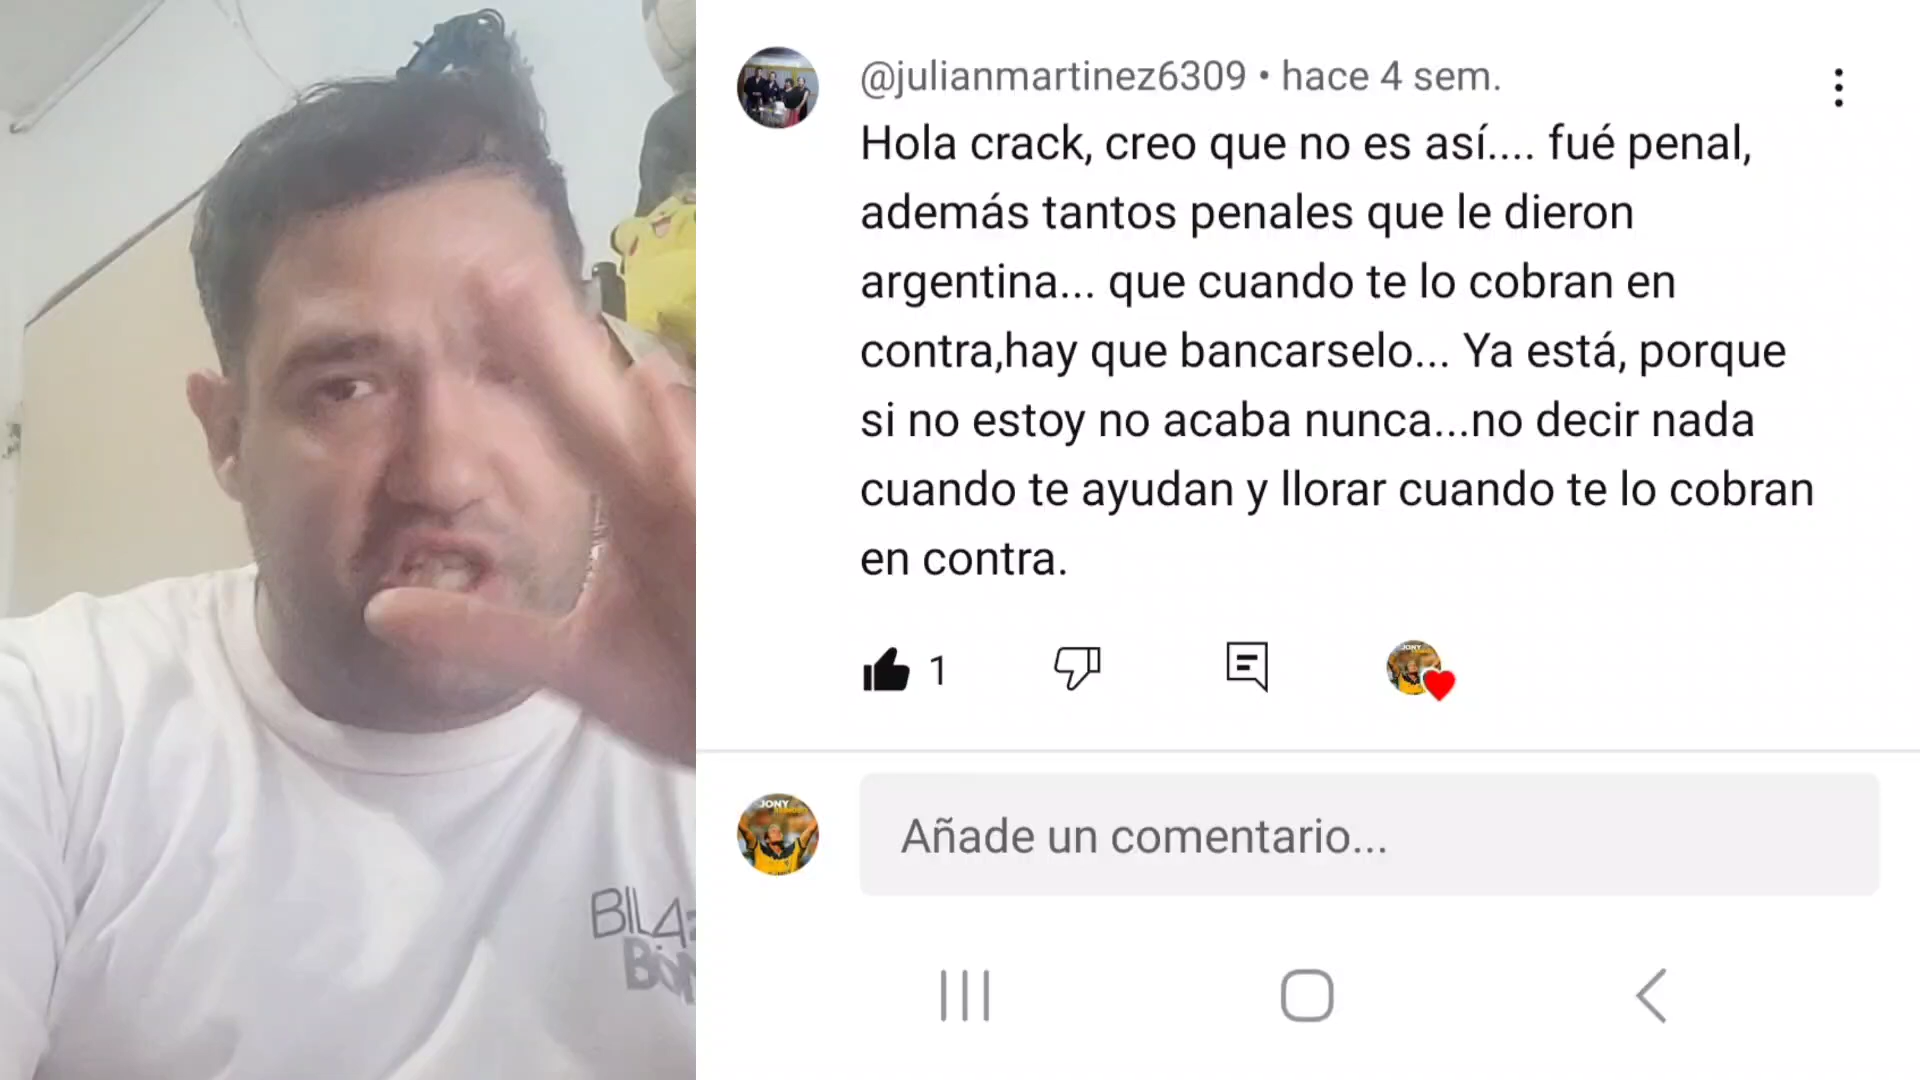 @julianmartinez6309 • hace 4 sem.
Hola crack, creo que no es así.... fué penal,
además tantos penales que le dieron
argentina... que cuando te lo cobran en
contra,hay que bancarselo... Ya está, porque
si no estoy no acaba nunca...no decir nada
cuando te ayudan y llorar cuando te lo cobran
en contra.
1
JONY
JONY
Añade un comentario...